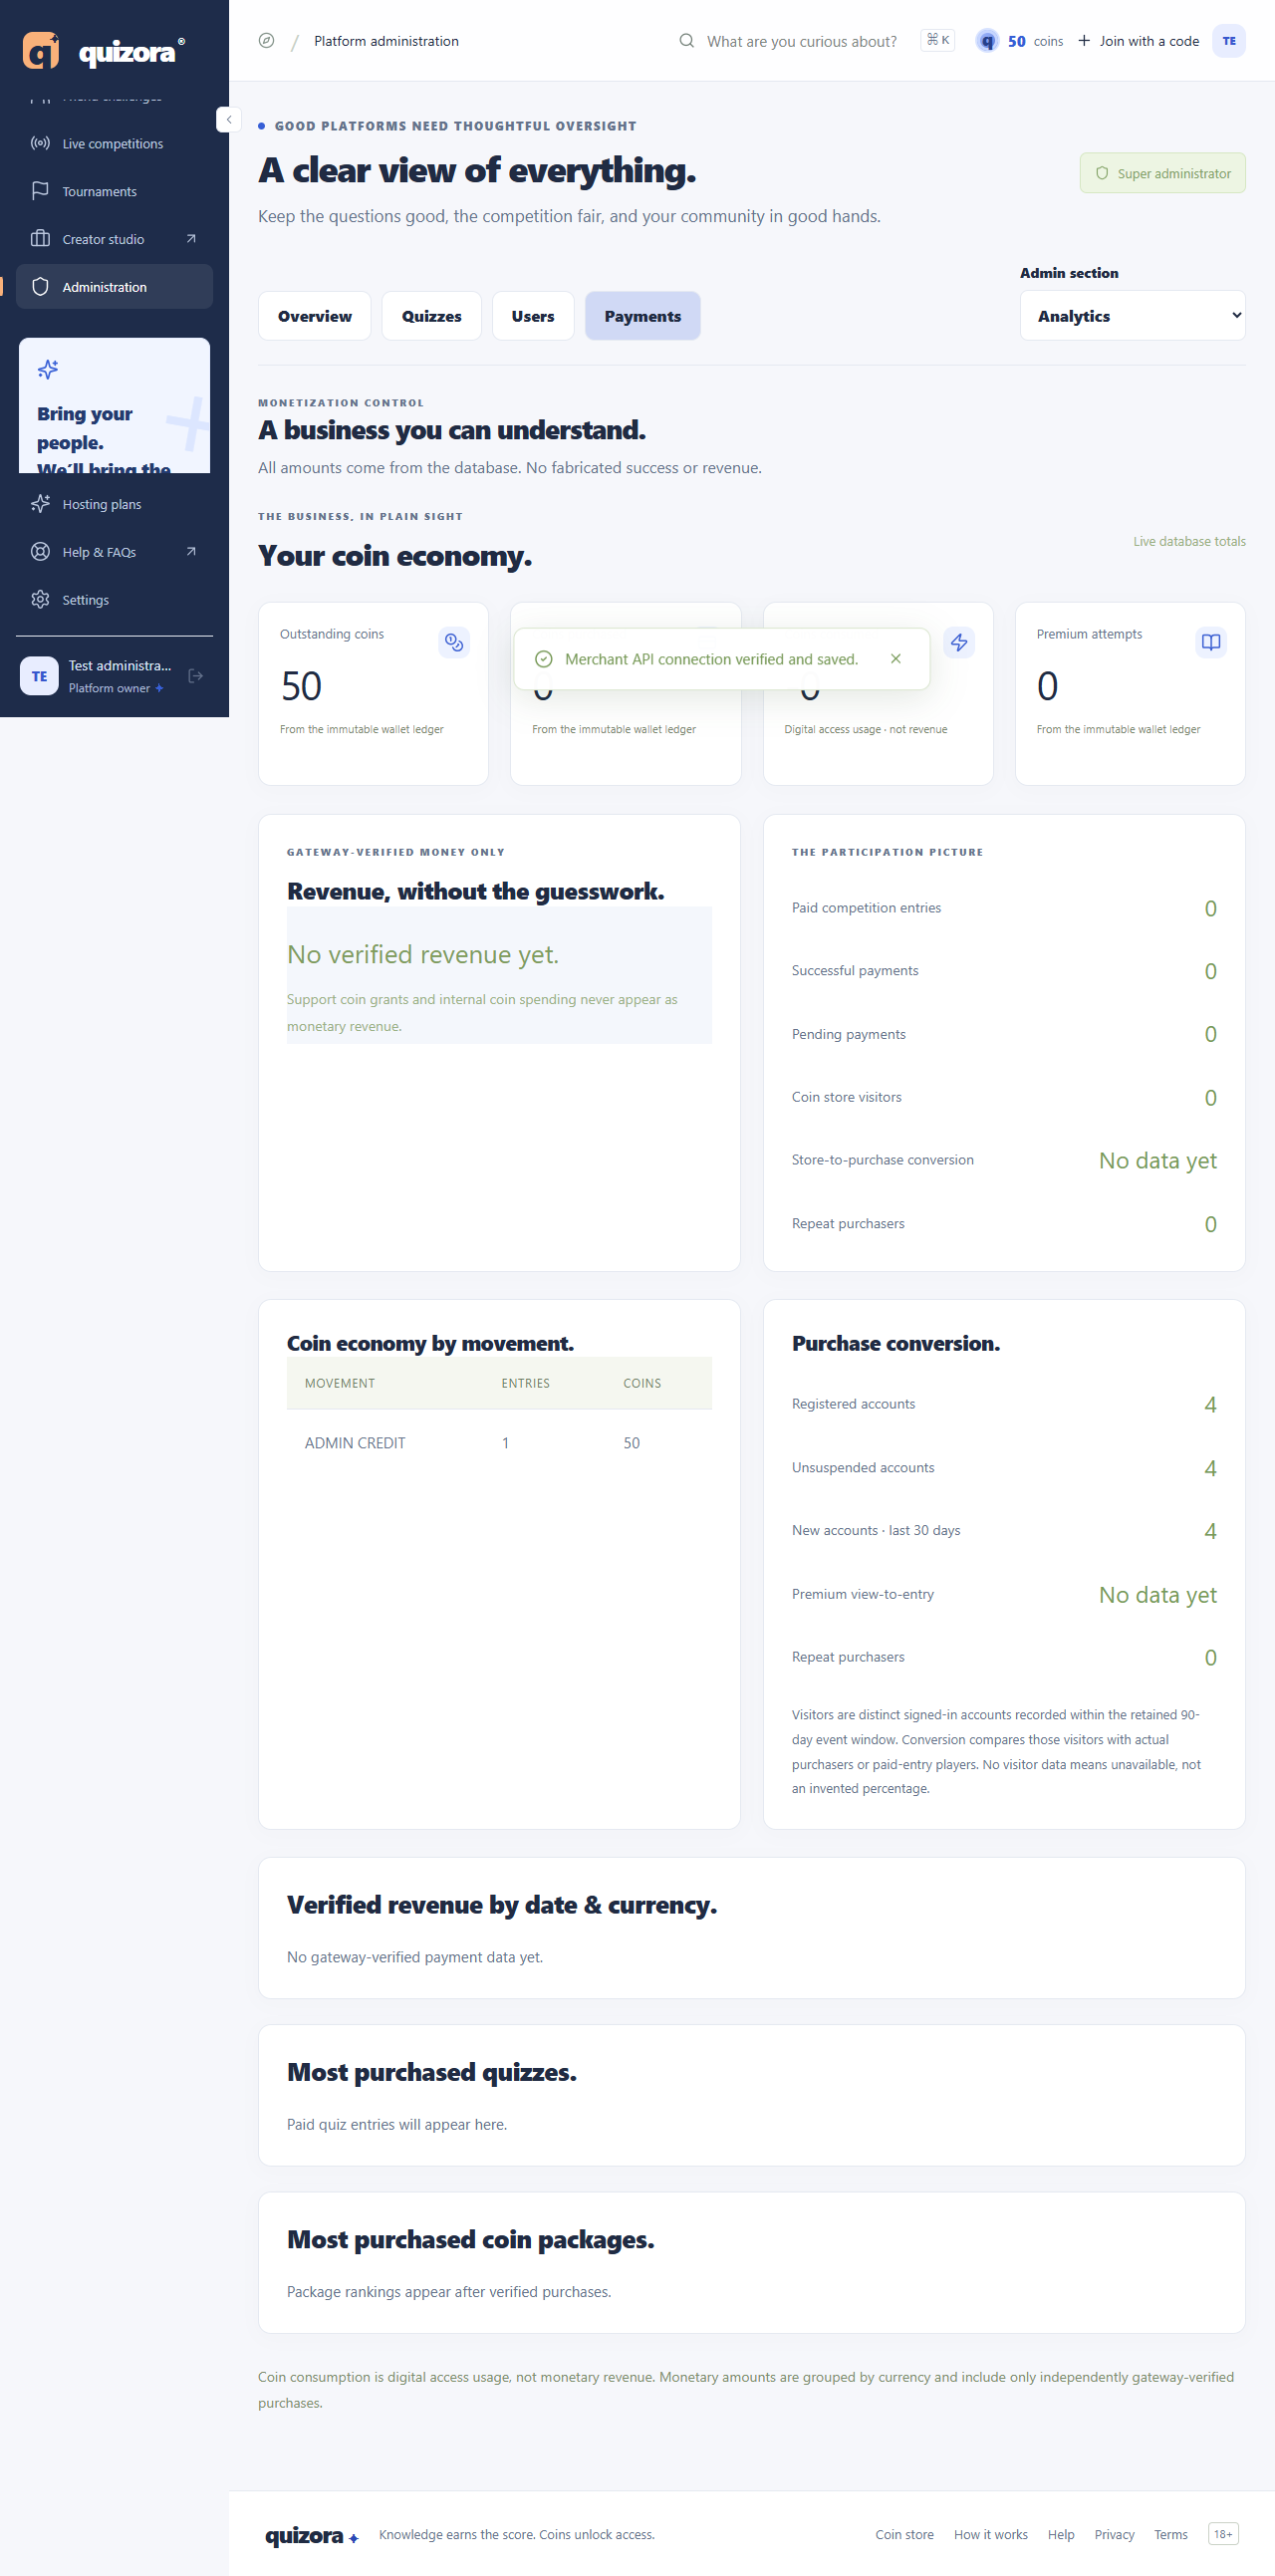 quizora
Live competitions
Tournaments
Creator studio
Administration
Bring your
people.
We'll bring the
Hosting plans
Help & FAQs
Settings
TE
Test administra...
Platform owner
/ Platform administration
What are you curious about?
⌘ K
50 coins
+ Join with a code
TE
GOOD PLATFORMS NEED THOUGHTFUL OVERSIGHT
A clear view of everything.
Super administrator
Keep the questions good, the competition fair, and your community in good hands.
Admin section
Overview
Quizzes
Users
Payments
Analytics
MONETIZATION CONTROL
A business you can understand.
All amounts come from the database. No fabricated success or revenue.
THE BUSINESS, IN PLAIN SIGHT
Your coin economy.
Live database totals
Outstanding coins
50
From the immutable wallet ledger
Merchant API connection verified and saved.
0
From the immutable wallet ledger
0
Digital access usage · not revenue
Premium attempts
0
From the immutable wallet ledger
GATEWAY-VERIFIED MONEY ONLY
Revenue, without the guesswork.
No verified revenue yet.
Support coin grants and internal coin spending never appear as
monetary revenue.
THE PARTICIPATION PICTURE
Paid competition entries 0
Successful payments 0
Pending payments 0
Coin store visitors 0
Store-to-purchase conversion No data yet
Repeat purchasers 0
Coin economy by movement.
MOVEMENT ENTRIES COINS
ADMIN CREDIT 1 50
Purchase conversion.
Registered accounts 4
Unsuspended accounts 4
New accounts · last 30 days 4
Premium view-to-entry No data yet
Repeat purchasers 0
Visitors are distinct signed-in accounts recorded within the retained 90-
day event window. Conversion compares those visitors with actual
purchasers or paid-entry players. No visitor data means unavailable, not
an invented percentage.
Verified revenue by date & currency.
No gateway-verified payment data yet.
Most purchased quizzes.
Paid quiz entries will appear here.
Most purchased coin packages.
Package rankings appear after verified purchases.
Coin consumption is digital access usage, not monetary revenue. Monetary amounts are grouped by currency and include only independently gateway-verified
purchases.
quizora
Knowledge earns the score. Coins unlock access.
Coin store
How it works
Help
Privacy
Terms
18+